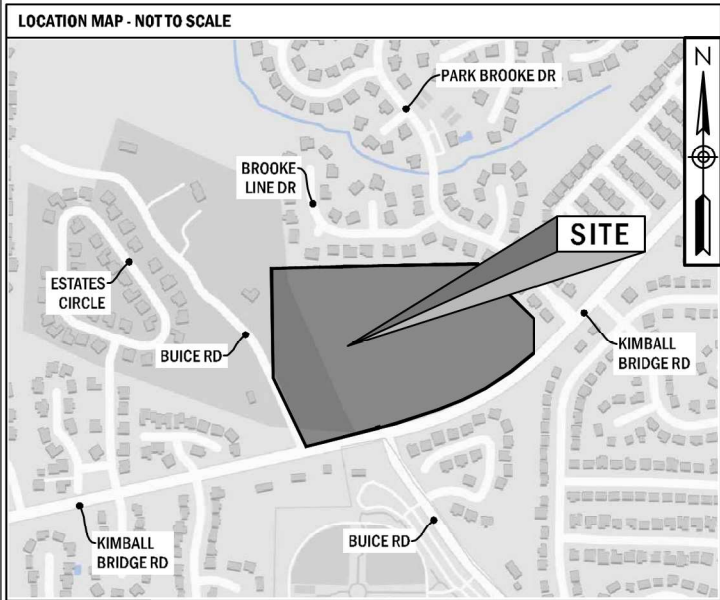 LOCATION MAP - NOT TO SCALE
N
PARK BROOKE DR
BROOKE
LINE DR
SITE
ESTATES
CIRCLE
BUICE RD
KIMBALL
BRIDGE RD
BUICE RD
KIMBALL
BRIDGE RD